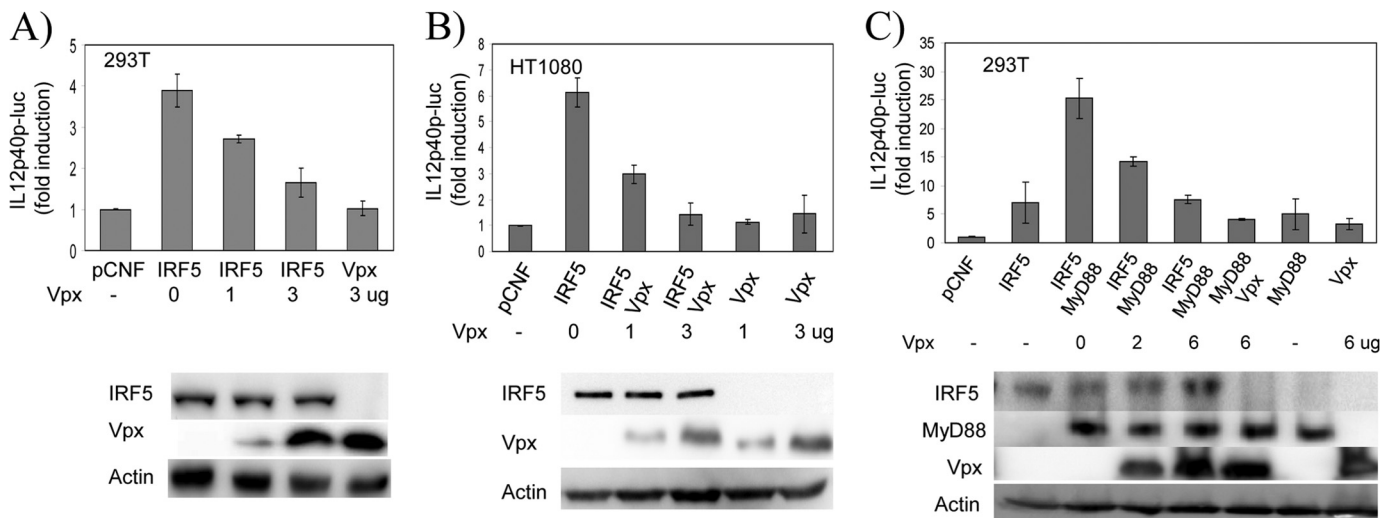 A)
IL12p40p-luc
(fold induction)
5
4
3
2
1
0
293T
pCNF IRF5 IRF5 IRF5 Vpx
Vpx - 0 1 3 3 ug
IRF5
Vpx
Actin
B)
IL12p40p-luc
(fold induction)
8
7
6
5
4
3
2
1
0
HT1080
pCNF
IRF5
IRF5
Vpx
IRF5
Vpx
Vpx
Vpx
Vpx - 0 1 3 1 3 ug
IRF5
Vpx
Actin
C)
IL12p40p-luc
(fold induction)
35
30
25
20
15
10
5
0
293T
pCNF
IRF5
IRF5
MyD88
IRF5
MyD88
IRF5
MyD88
MyD88
Vpx
MyD88
Vpx
Vpx - - 0 2 6 6 - 6 ug
IRF5
MyD88
Vpx
Actin